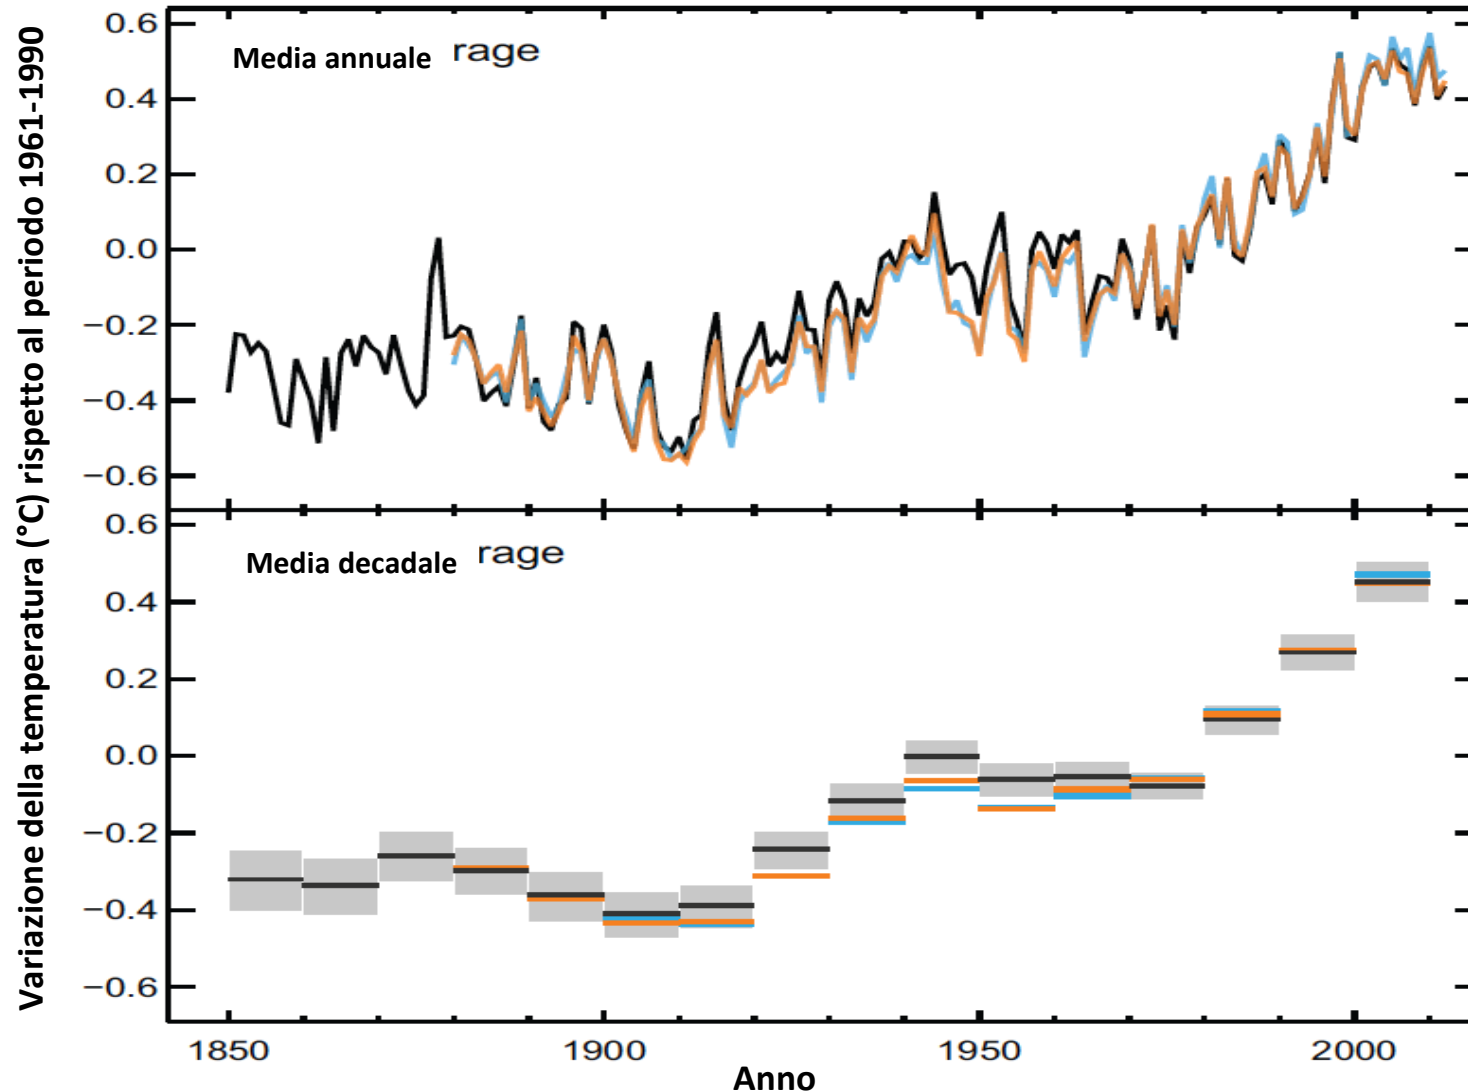 Variazione della temperatura (°C) rispetto al periodo 1961-1990
Media annuale rage
0.6
0.4
0.2
0.0
−0.2
−0.4
−0.6
Media decadale rage
0.6
0.4
0.2
0.0
−0.2
−0.4
−0.6
1850 1900 1950 2000
Anno